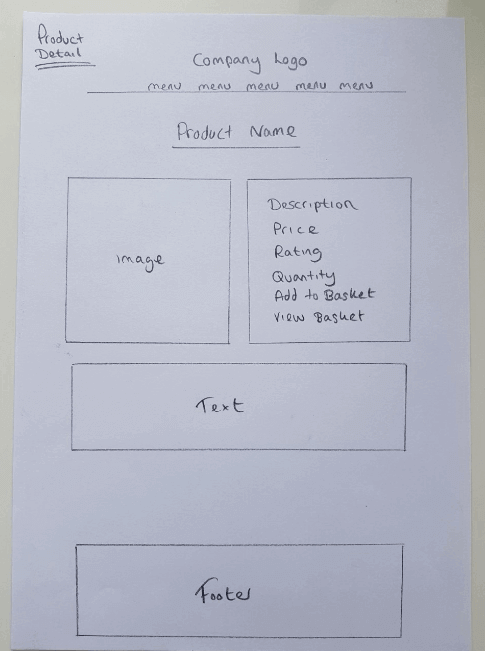 Product
Detail
Company Logo
menu menu menu menu menu
Product Name
image
Description
Price
Rating
Quantity
Add to Basket
View Basket
Text
Footer